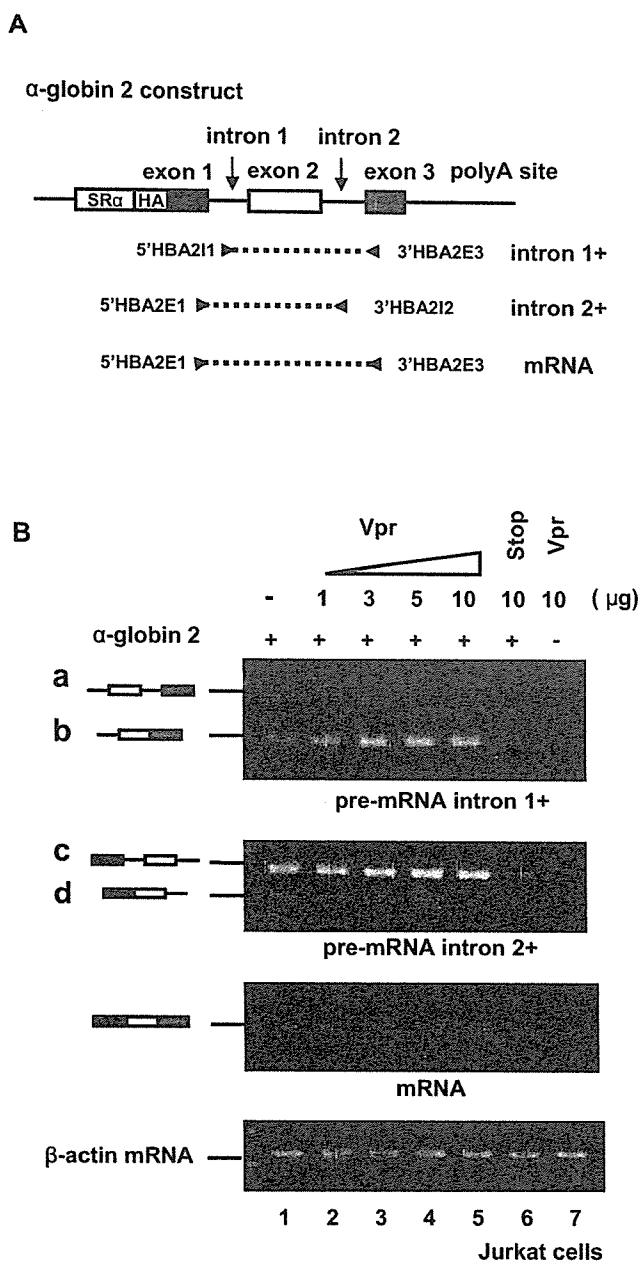 A
α-globin 2 construct
intron 1 intron 2
exon 1 exon 2 exon 3 polyA site
SRα HA
5'HBA2I1 3'HBA2E3 intron 1+
5'HBA2E1 3'HBA2I2 intron 2+
5'HBA2E1 3'HBA2E3 mRNA
B
Vpr Stop Vpr
- 1 3 5 10 10 10 ( μg)
α-globin 2 + + + + + + -
a
b
pre-mRNA intron 1+
c
d
pre-mRNA intron 2+
mRNA
β-actin mRNA
1 2 3 4 5 6 7
Jurkat cells